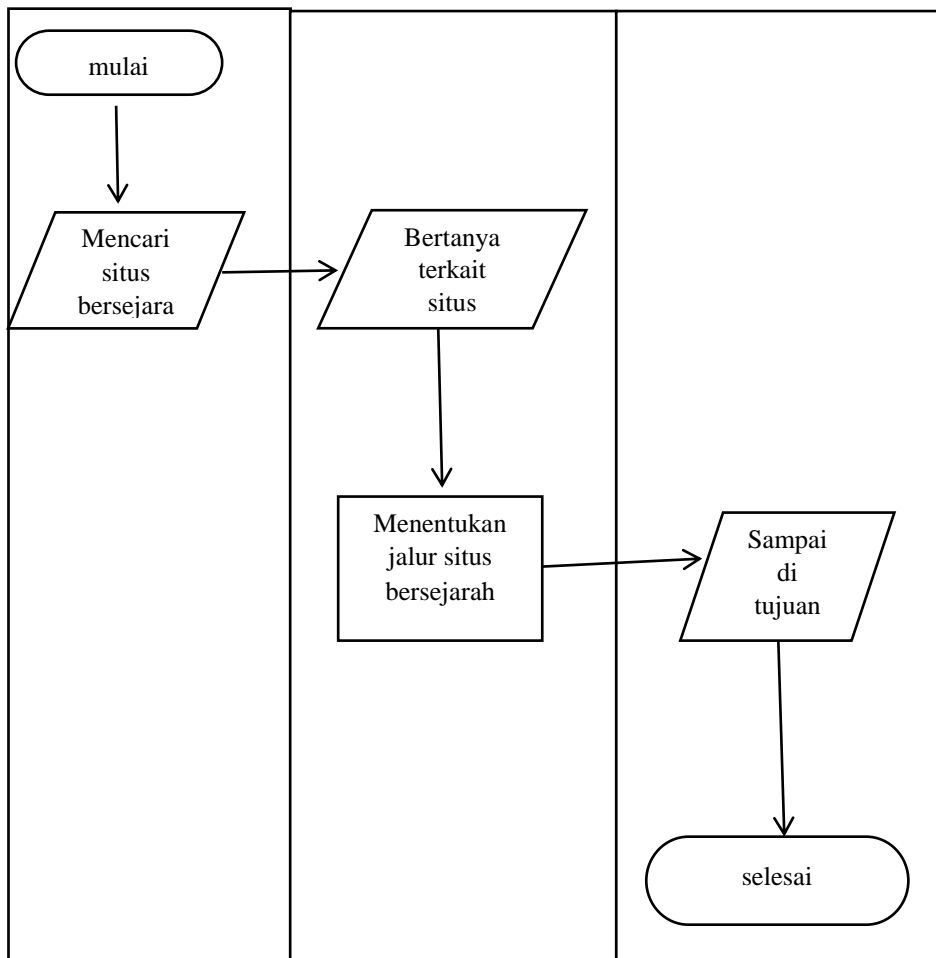 mulai
Mencari
situs
bersejara
Bertanya
terkait
situs
Menentukan
jalur situs
bersejarah
Sampai
di
tujuan
selesai